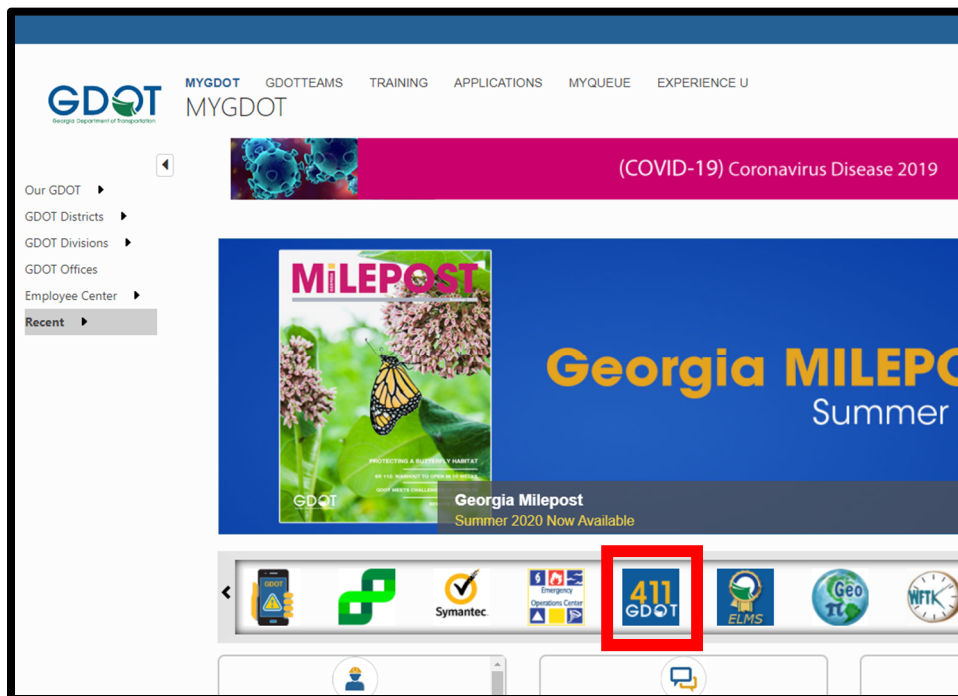 GDOT
Georgia Department of Transportation
MYGDOT GDOTTEAMS TRAINING APPLICATIONS MYQUEUE EXPERIENCE U
MYGDOT
(COVID-19) Coronavirus Disease 2019
Our GDOT
GDOT Districts
GDOT Divisions
GDOT Offices
Employee Center
Recent
MiLEPOST
PROTECTING A BUTTERFLY HABITAT
GDOT
Georgia MILEPO
Summer
Georgia Milepost
Summer 2020 Now Available
GDOT
Symantec.
Emergency
Operations Center
411
GDOT
ELMS
Geo
WFTK